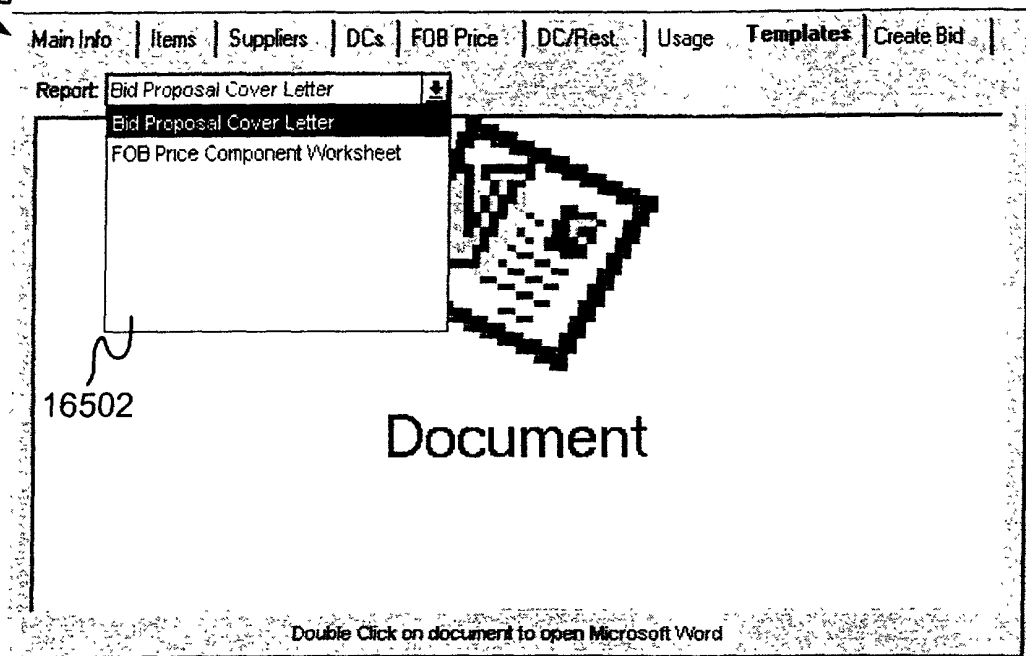 Main Info Items Suppliers DCs FOB Price DC/Rest. Usage Templates Create Bid
Report: Bid Proposal Cover Letter
Bid Proposal Cover Letter
FOB Price Component Worksheet
16502
Document
Double Click on document to open Microsoft Word